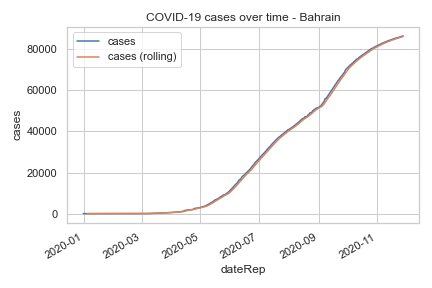 COVID-19 cases over time - Bahrain
cases
cases (rolling)
80000
60000
40000
20000
0
cases
2020-01
2020-03
2020-05
2020-07
2020-09
2020-11
dateRep